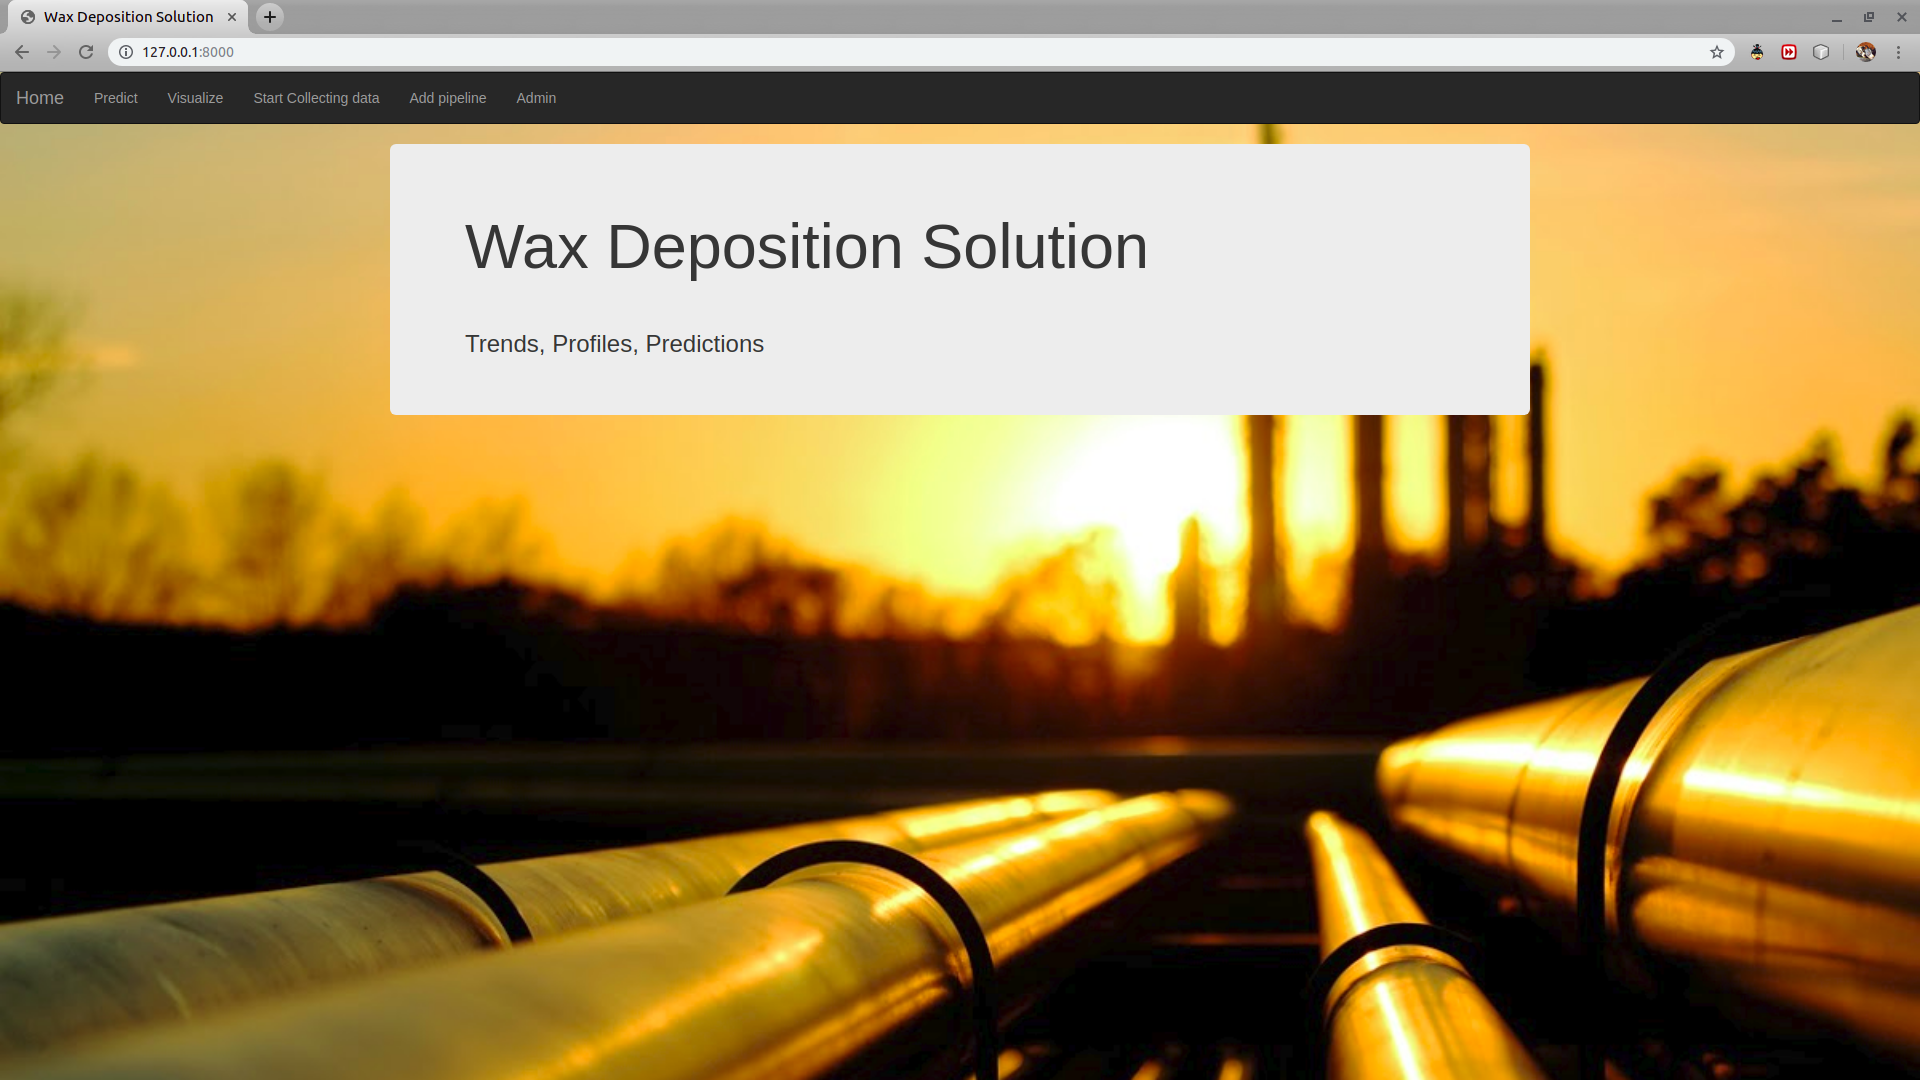 Wax Deposition Solution
127.0.0.1:8000
Home Predict Visualize Start Collecting data Add pipeline Admin
Wax Deposition Solution
Trends, Profiles, Predictions